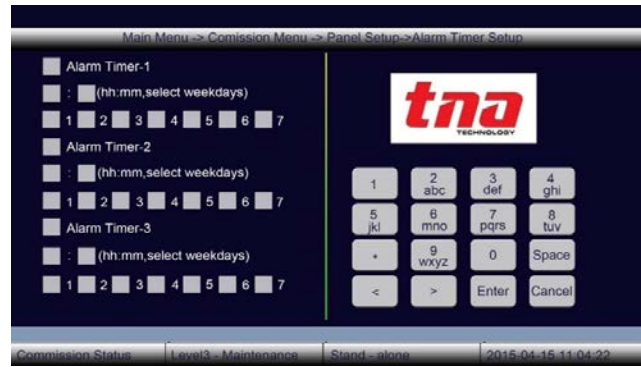 Main Menu -> Comission Menu -> Panel Setup->Alarm Timer Setup
Alarm Timer-1
: (hh:mm,select weekdays)
1 2 3 4 5 6 7
Alarm Timer-2
: (hh:mm,select weekdays)
1 2 3 4 5 6 7
Alarm Timer-3
: (hh:mm,select weekdays)
1 2 3 4 5 6 7
tna
TECHNOLOGY
1 2 3 4
abc def ghi
5 6 7 8
jkl mno pqrs tuv
* 9 0 Space
wxyz
< > Enter Cancel
Commission Status Level3 - Maintenance Stand - alone 2015-04-15 11:04:22